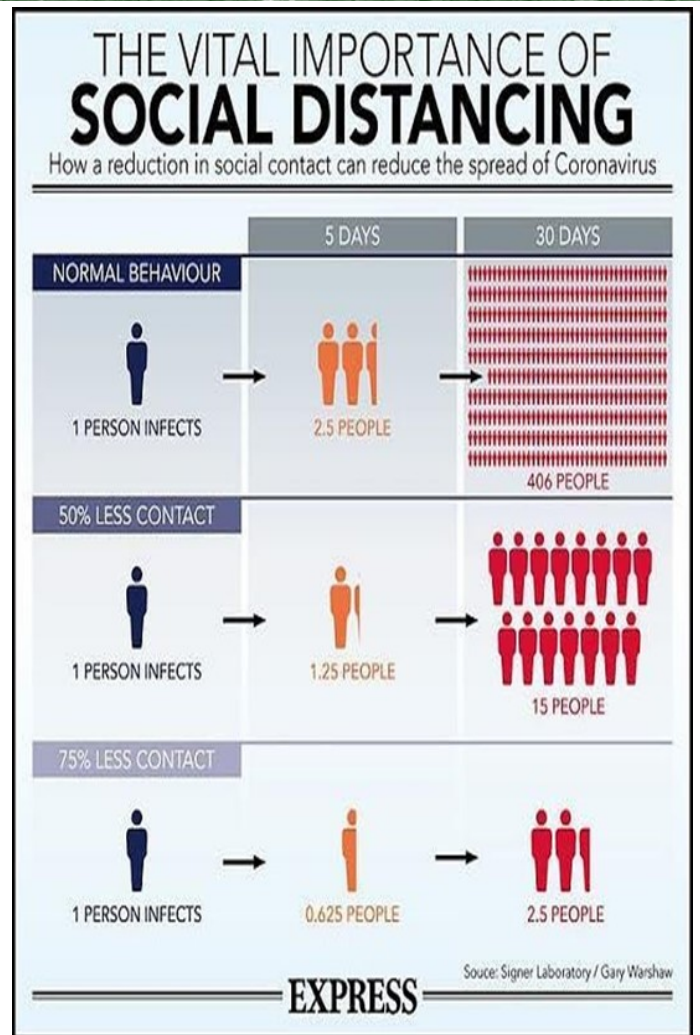 THE VITAL IMPORTANCE OF
SOCIAL DISTANCING
How a reduction in social contact can reduce the spread of Coronavirus
5 DAYS
30 DAYS
NORMAL BEHAVIOUR
1 PERSON INFECTS
2.5 PEOPLE
406 PEOPLE
50% LESS CONTACT
1 PERSON INFECTS
1.25 PEOPLE
15 PEOPLE
75% LESS CONTACT
1 PERSON INFECTS
0.625 PEOPLE
2.5 PEOPLE
Souce: Signer Laboratory / Gary Warshaw
EXPRESS